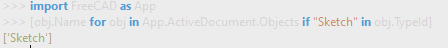 >>> import FreeCAD as App
>>> [obj.Name for obj in App.ActiveDocument.Objects if "Sketch" in obj.TypeId]
['Sketch']